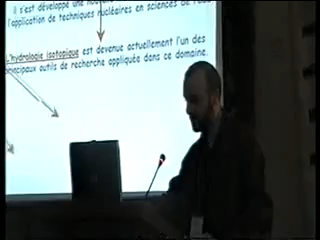 il s'est développé une
l'application de techniques nucléaires en sciences de
L'hydrologie isotopique est devenue actuellement l'un des
principaux outils de recherche appliquée dans ce domaine.